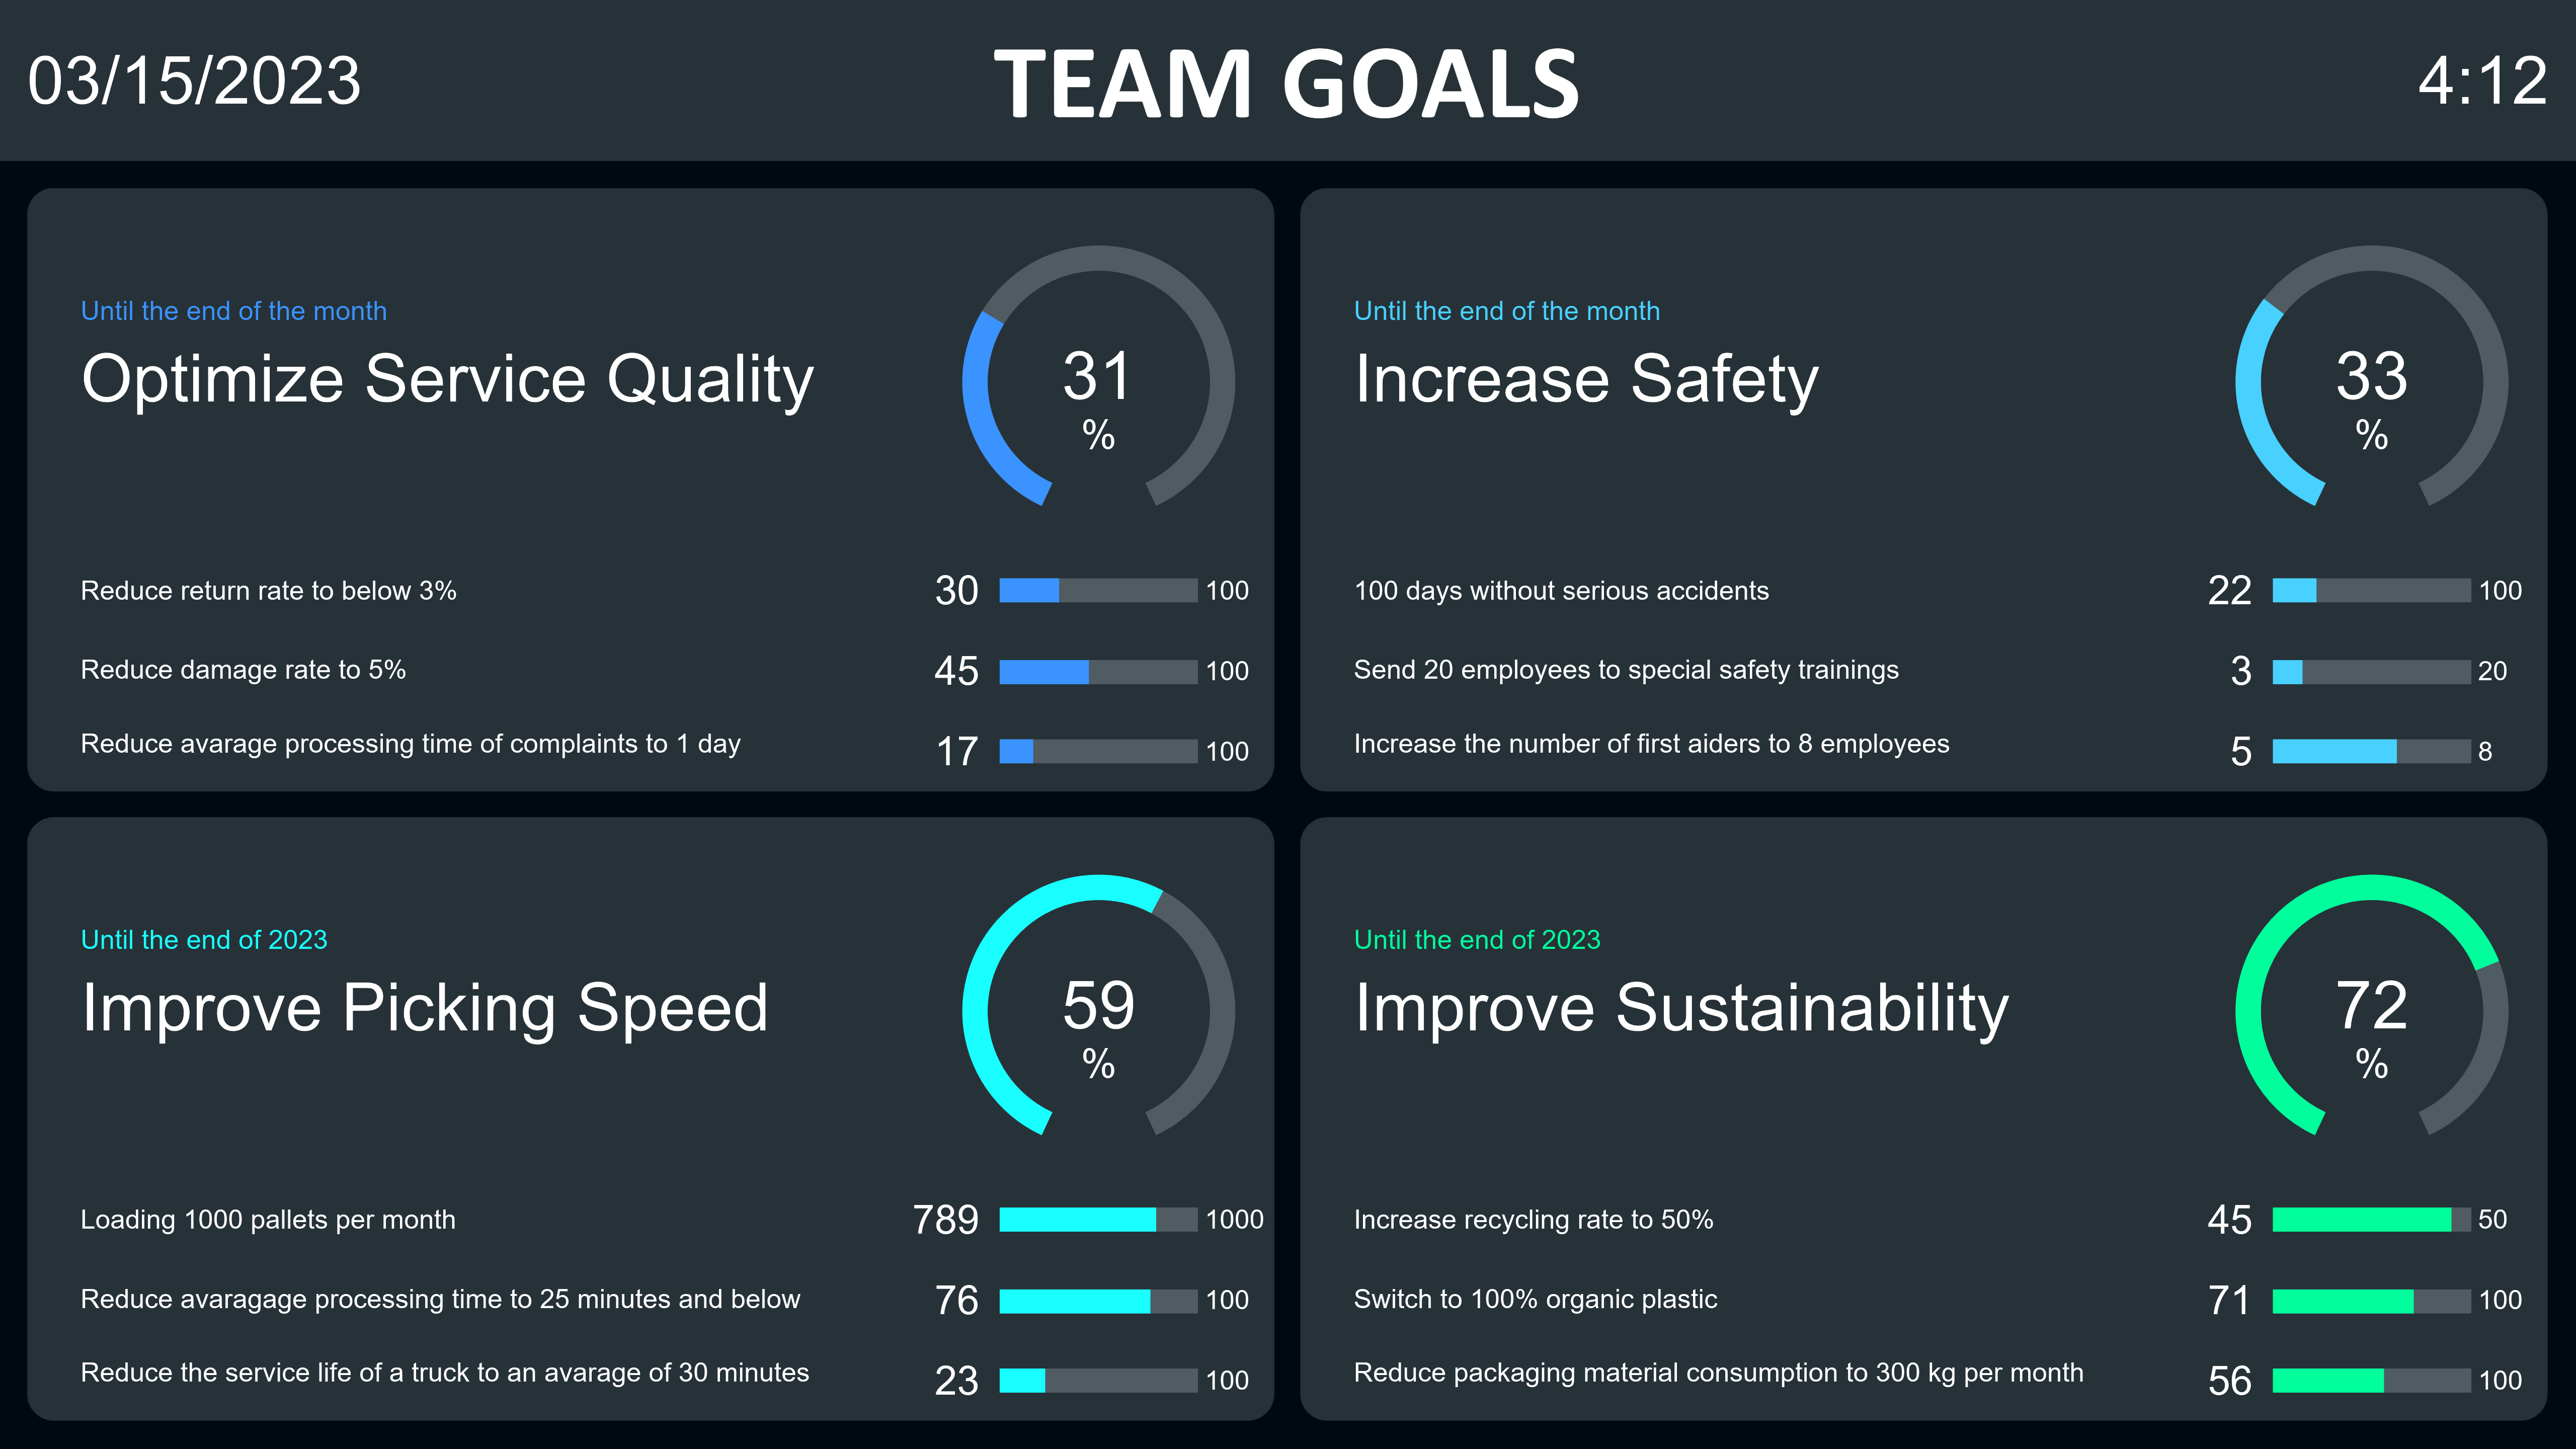 03/15/2023
TEAM GOALS
4:12
Until the end of the month
Optimize Service Quality
31
%
Reduce return rate to below 3%
30
100
Reduce damage rate to 5%
45
100
Reduce avarage processing time of complaints to 1 day
17
100
Until the end of the month
Increase Safety
33
%
100 days without serious accidents
22
100
Send 20 employees to special safety trainings
3
20
Increase the number of first aiders to 8 employees
5
8
Until the end of 2023
Improve Picking Speed
59
%
Loading 1000 pallets per month
789
1000
Reduce avaragage processing time to 25 minutes and below
76
100
Reduce the service life of a truck to an avarage of 30 minutes
23
100
Until the end of 2023
Improve Sustainability
72
%
Increase recycling rate to 50%
45
50
Switch to 100% organic plastic
71
100
Reduce packaging material consumption to 300 kg per month
56
100